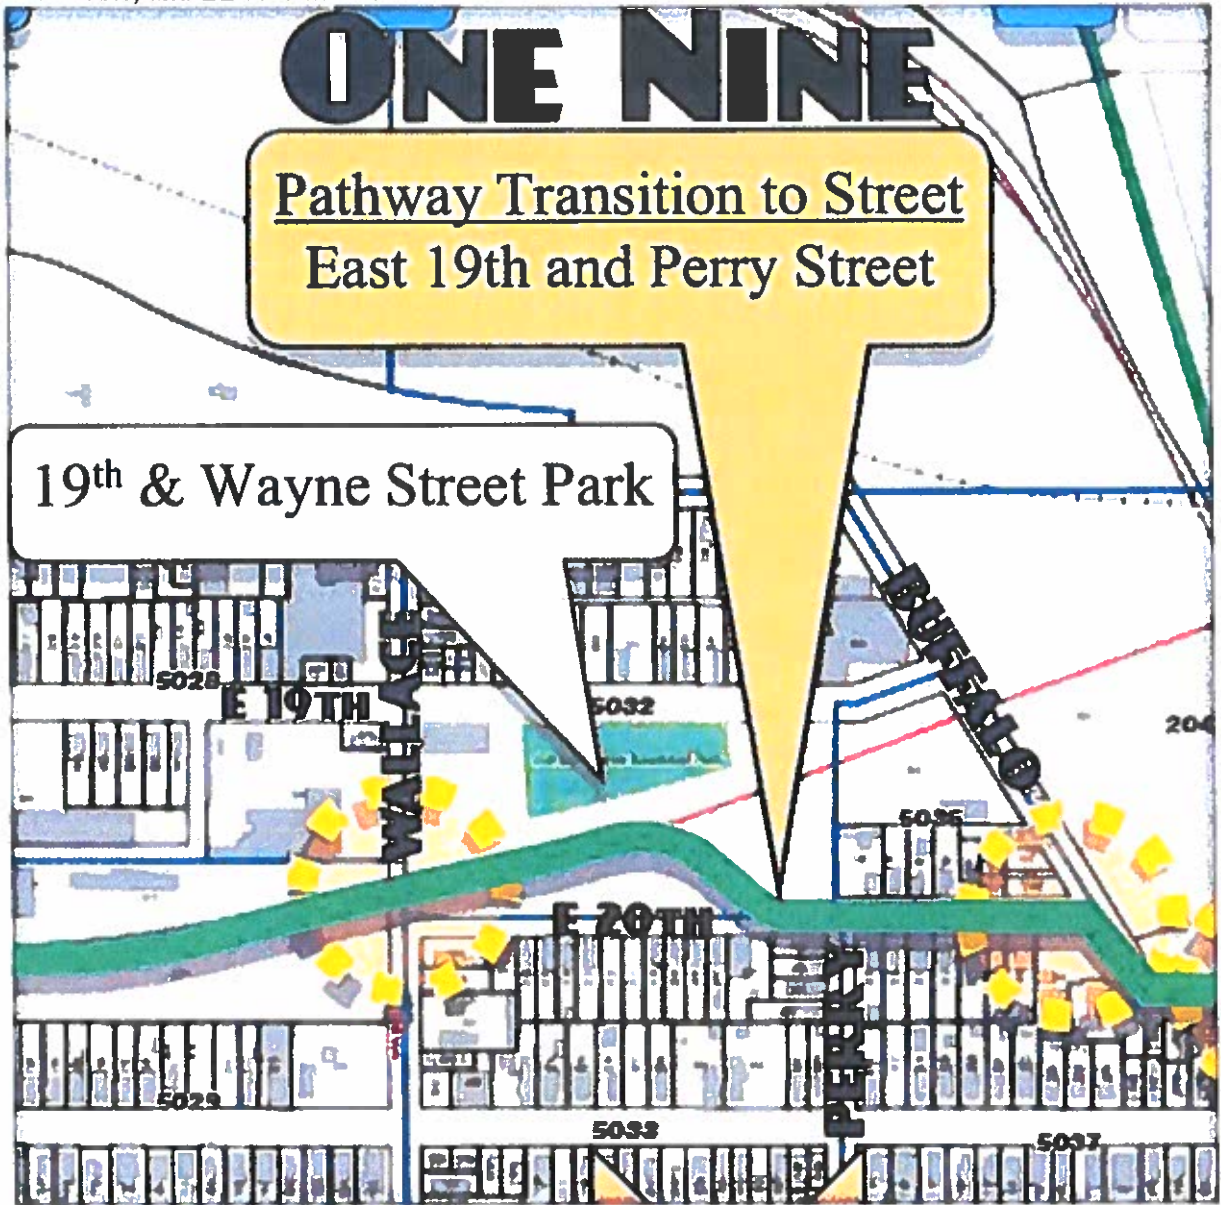 ONE NINE
Pathway Transition to Street
East 19th and Perry Street
19th & Wayne Street Park
BUFFALO
WALLACE
5028
E 19TH
5032
204
5036
E 20TH
PERRY
5029
5033
5037